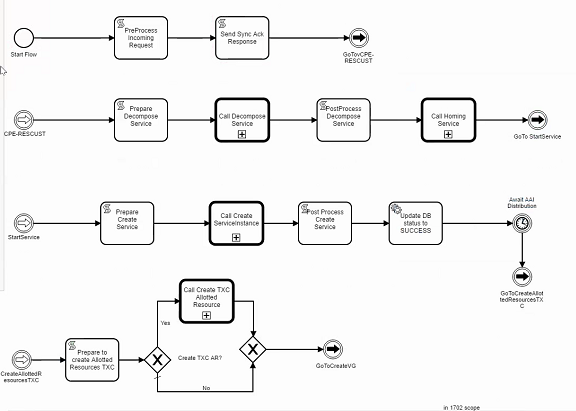 Start Flow
PreProcess
Incoming
Request
Send Sync Ack
Response
GoTovCPE-
RESCUST
CPE-RESCUST
Prepare
Decompose
Service
Call Decompose
Service
PostProcess
Decompose
Service
Call Homing
Service
GoTo StartService
StartService
Prepare
Create
Service
Call Create
ServiceInstance
Post Process
Create
Service
Update DB
status to
SUCCESS
Await AAI
Distribution
GoToCreateAllot
tedResourcesTX
C
CreateAllottedR
esourcesTXC
Prepare to
create Allotted
Resources TXC
Yes
Call Create TXC
Allotted
Resource
Create TXC AR?
No
GoToCreateVG
in 1702 scope